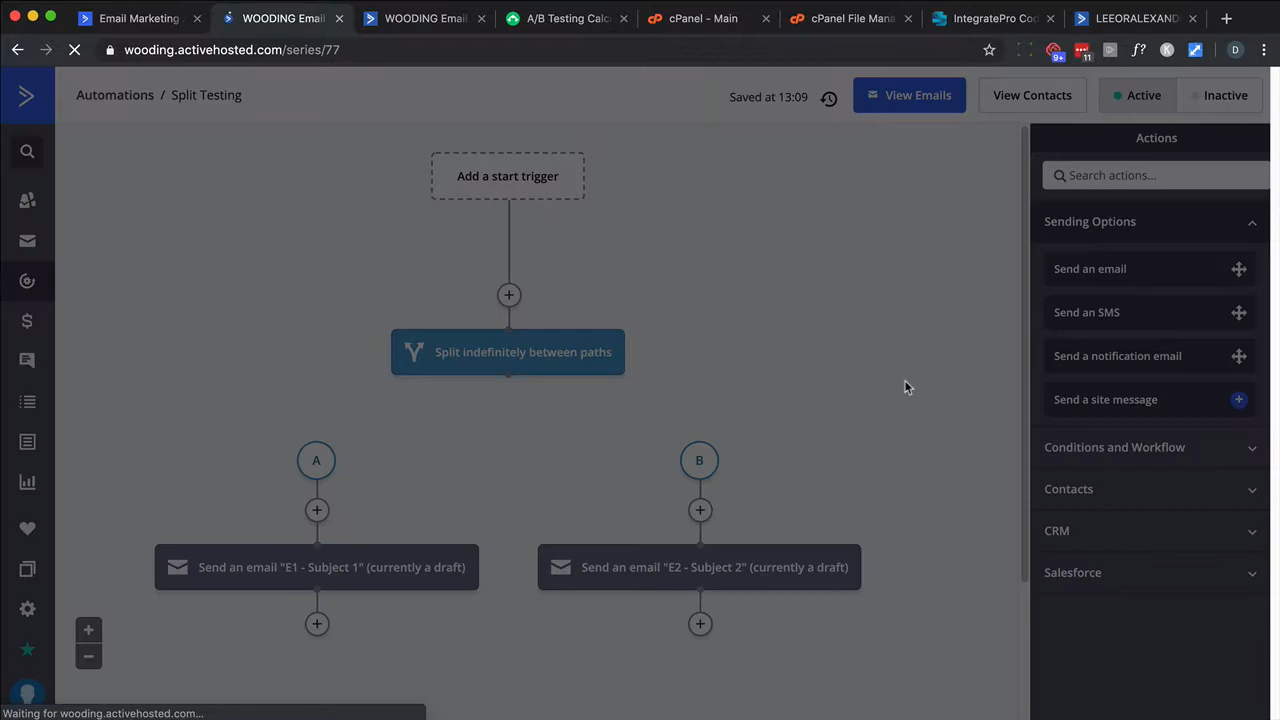 Email Marketing
WOODING Email
WOODING Email
A/B Testing Calc
cPanel - Main
cPanel File Mana
IntegratePro Cod
LEEORALEXAND
wooding.activehosted.com/series/77
9+
11
f?
K
D
Automations / Split Testing
Saved at 13:09
View Emails
View Contacts
Active
Inactive
Actions
Add a start trigger
Search actions...
Sending Options
Send an email
Send an SMS
Split indefinitely between paths
Send a notification email
Send a site message
Conditions and Workflow
A
B
Contacts
CRM
Send an email "E1 - Subject 1" (currently a draft)
Send an email "E2 - Subject 2" (currently a draft)
Salesforce
Waiting for wooding.activehosted.com...